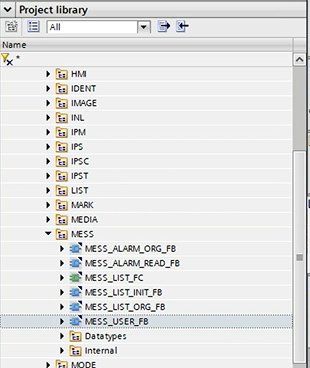 Project library
All
Name
*
HMI
IDENT
IMAGE
INL
IPM
IPS
IPSC
IPST
LIST
MARK
MEDIA
MESS
MESS_ALARM_ORG_FB
MESS_ALARM_READ_FB
MESS_LIST_FC
MESS_LIST_INIT_FB
MESS_LIST_ORG_FB
MESS_USER_FB
Datatypes
Internal
MODE